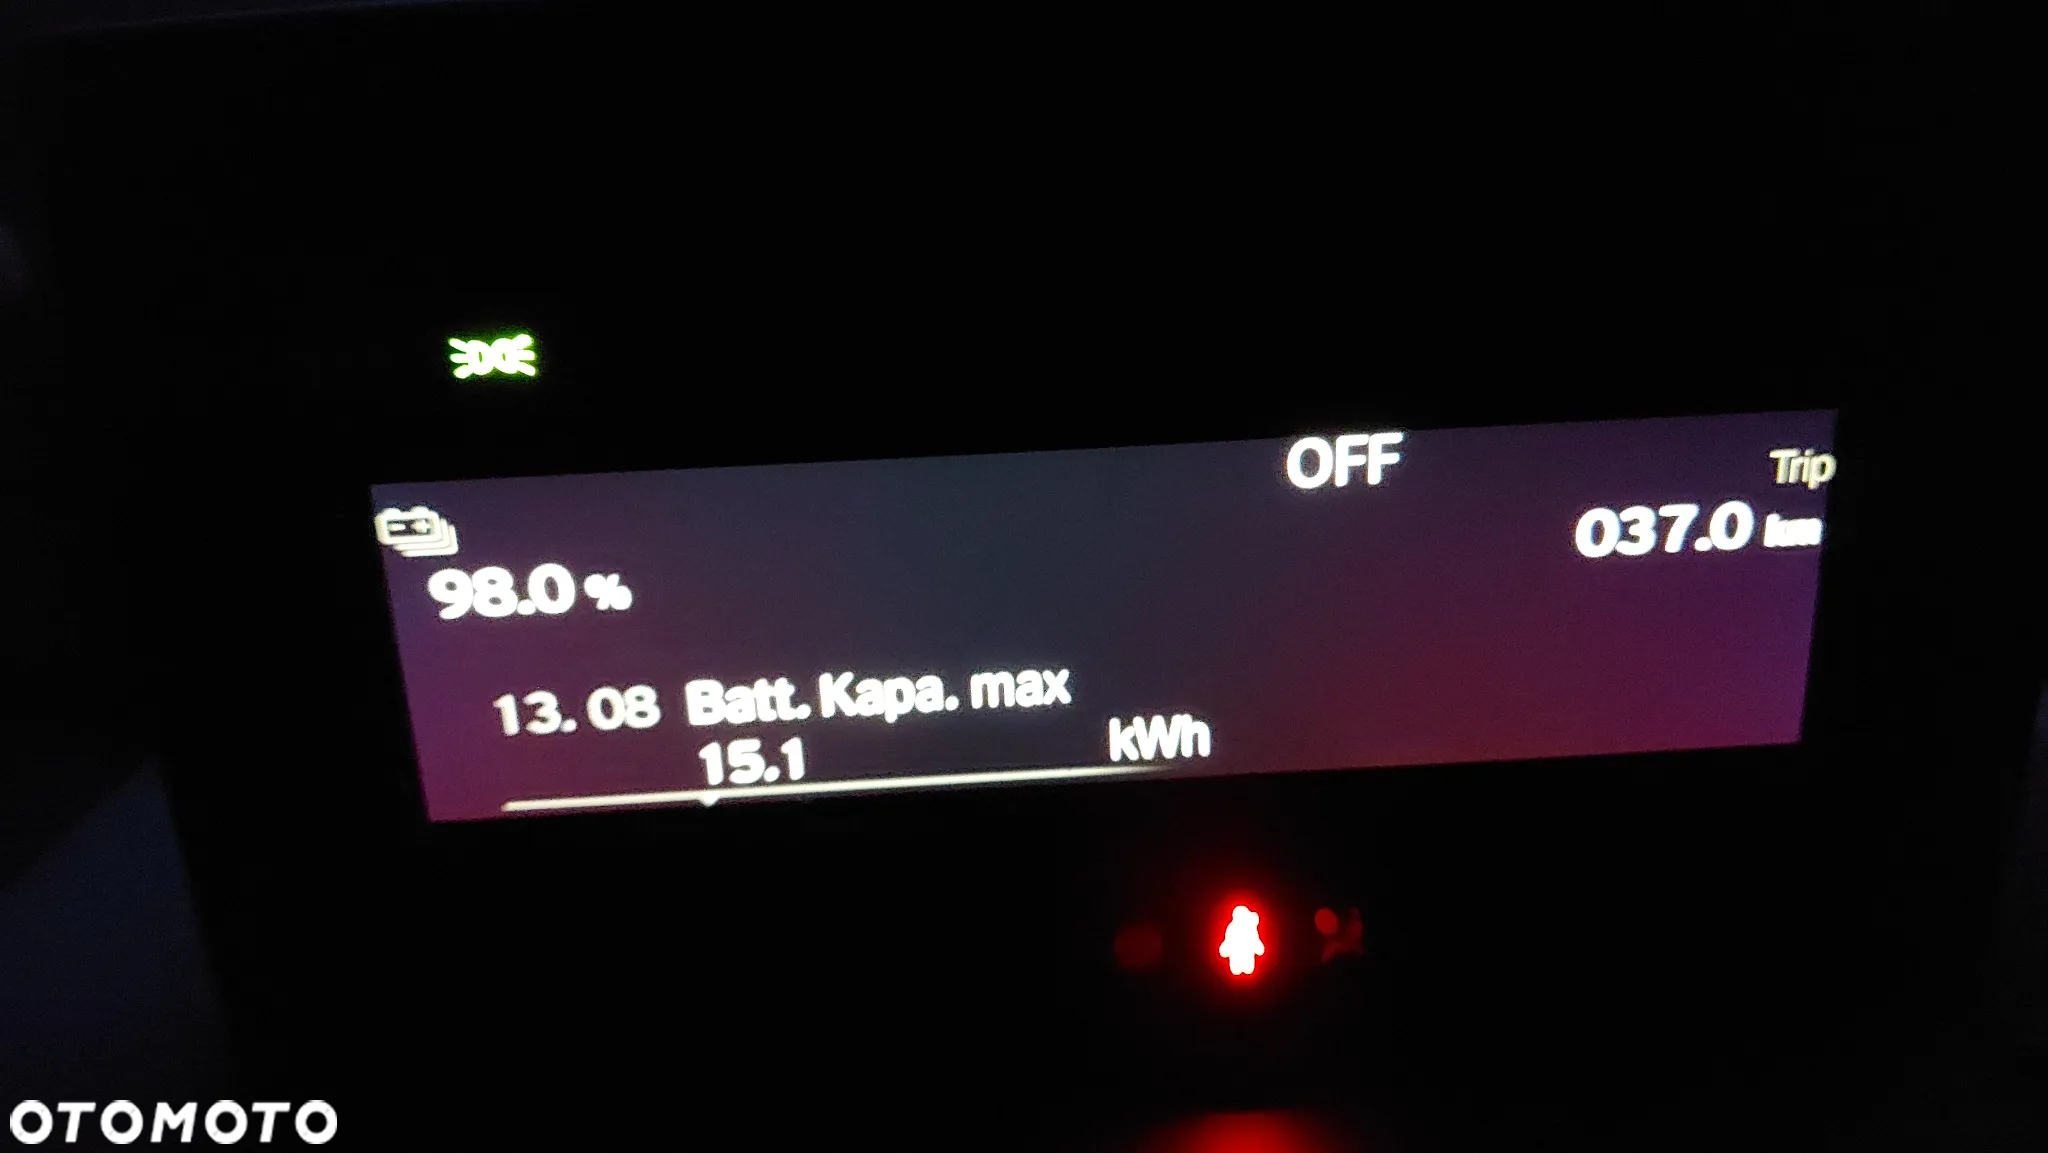 OFF
Trip
037.0 km
98.0 %
13. 08 Batt. Kapa. max
15.1 kWh
OTOMOTO